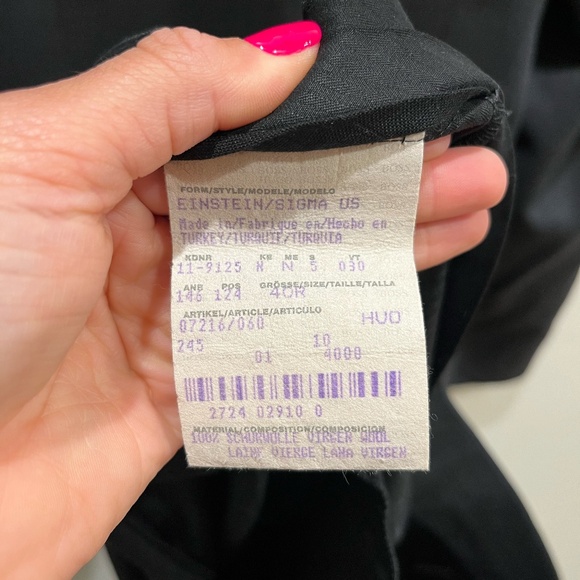 FORM/STYLE/MODELE/MODELO
EINSTEIN/SIGMA US
Made in/Fabrique en/Hecho en
TURKEY/TURQUIE/TURQUIA
KDNR KE ME S VT
11-9125 N N 5 030
ANB POS GRÖSSE/SIZE/TAILLE/TALLA
146 124 40R
ARTIKEL/ARTICLE/ARTICULO
07216/060 HUO
245 10
01 4000
2724 02910 0
MATERIAL/COMPOSITION/COMPOSICION
100% SCHURWOLLE VIRGEN WOOL
LAINE VIERGE LANA VIRGEN